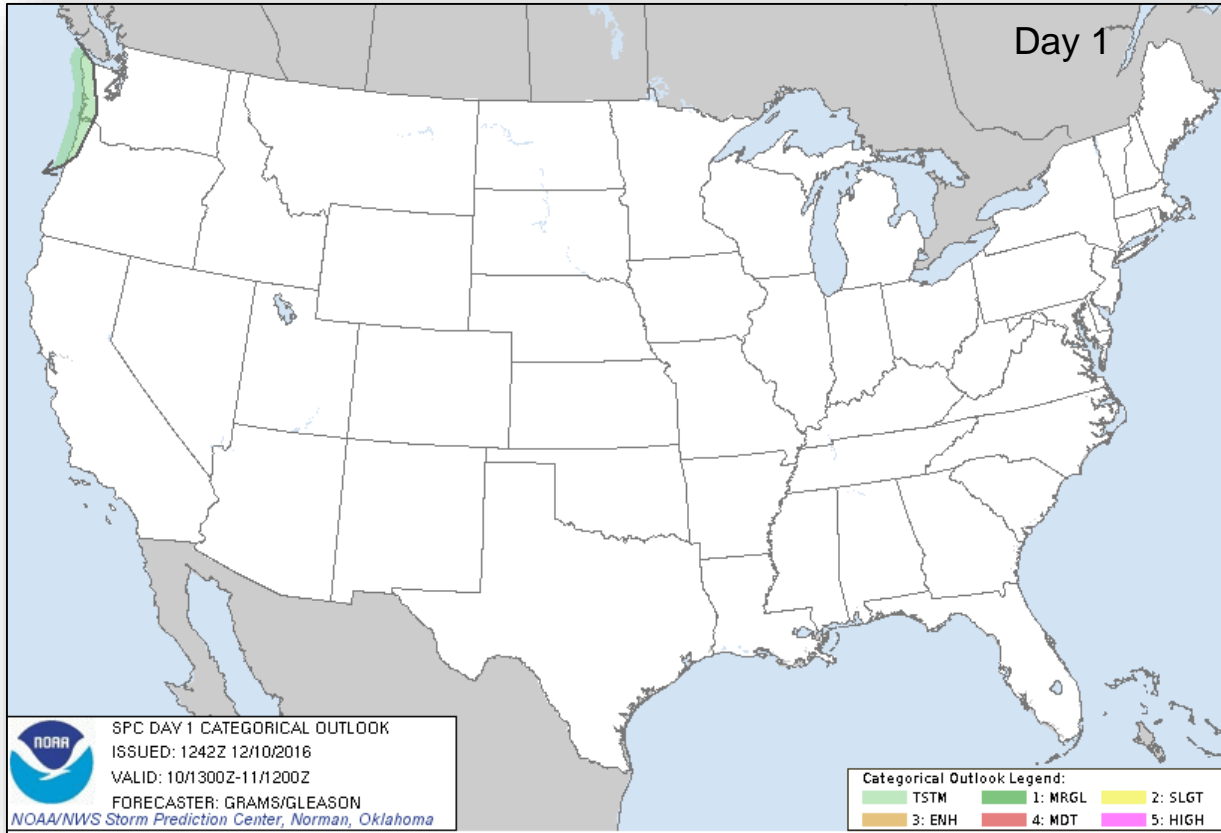 Day 1
NOAA
SPC DAY 1 CATEGORICAL OUTLOOK
ISSUED: 1242Z 12/10/2016
VALID: 10/1300Z-11/1200Z
FORECASTER: GRAMS/GLEASON
NOAA/NWS Storm Prediction Center, Norman, Oklahoma
Categorical Outlook Legend:
TSTM 1: MRGL 2: SLGT
3: ENH 4: MDT 5: HIGH